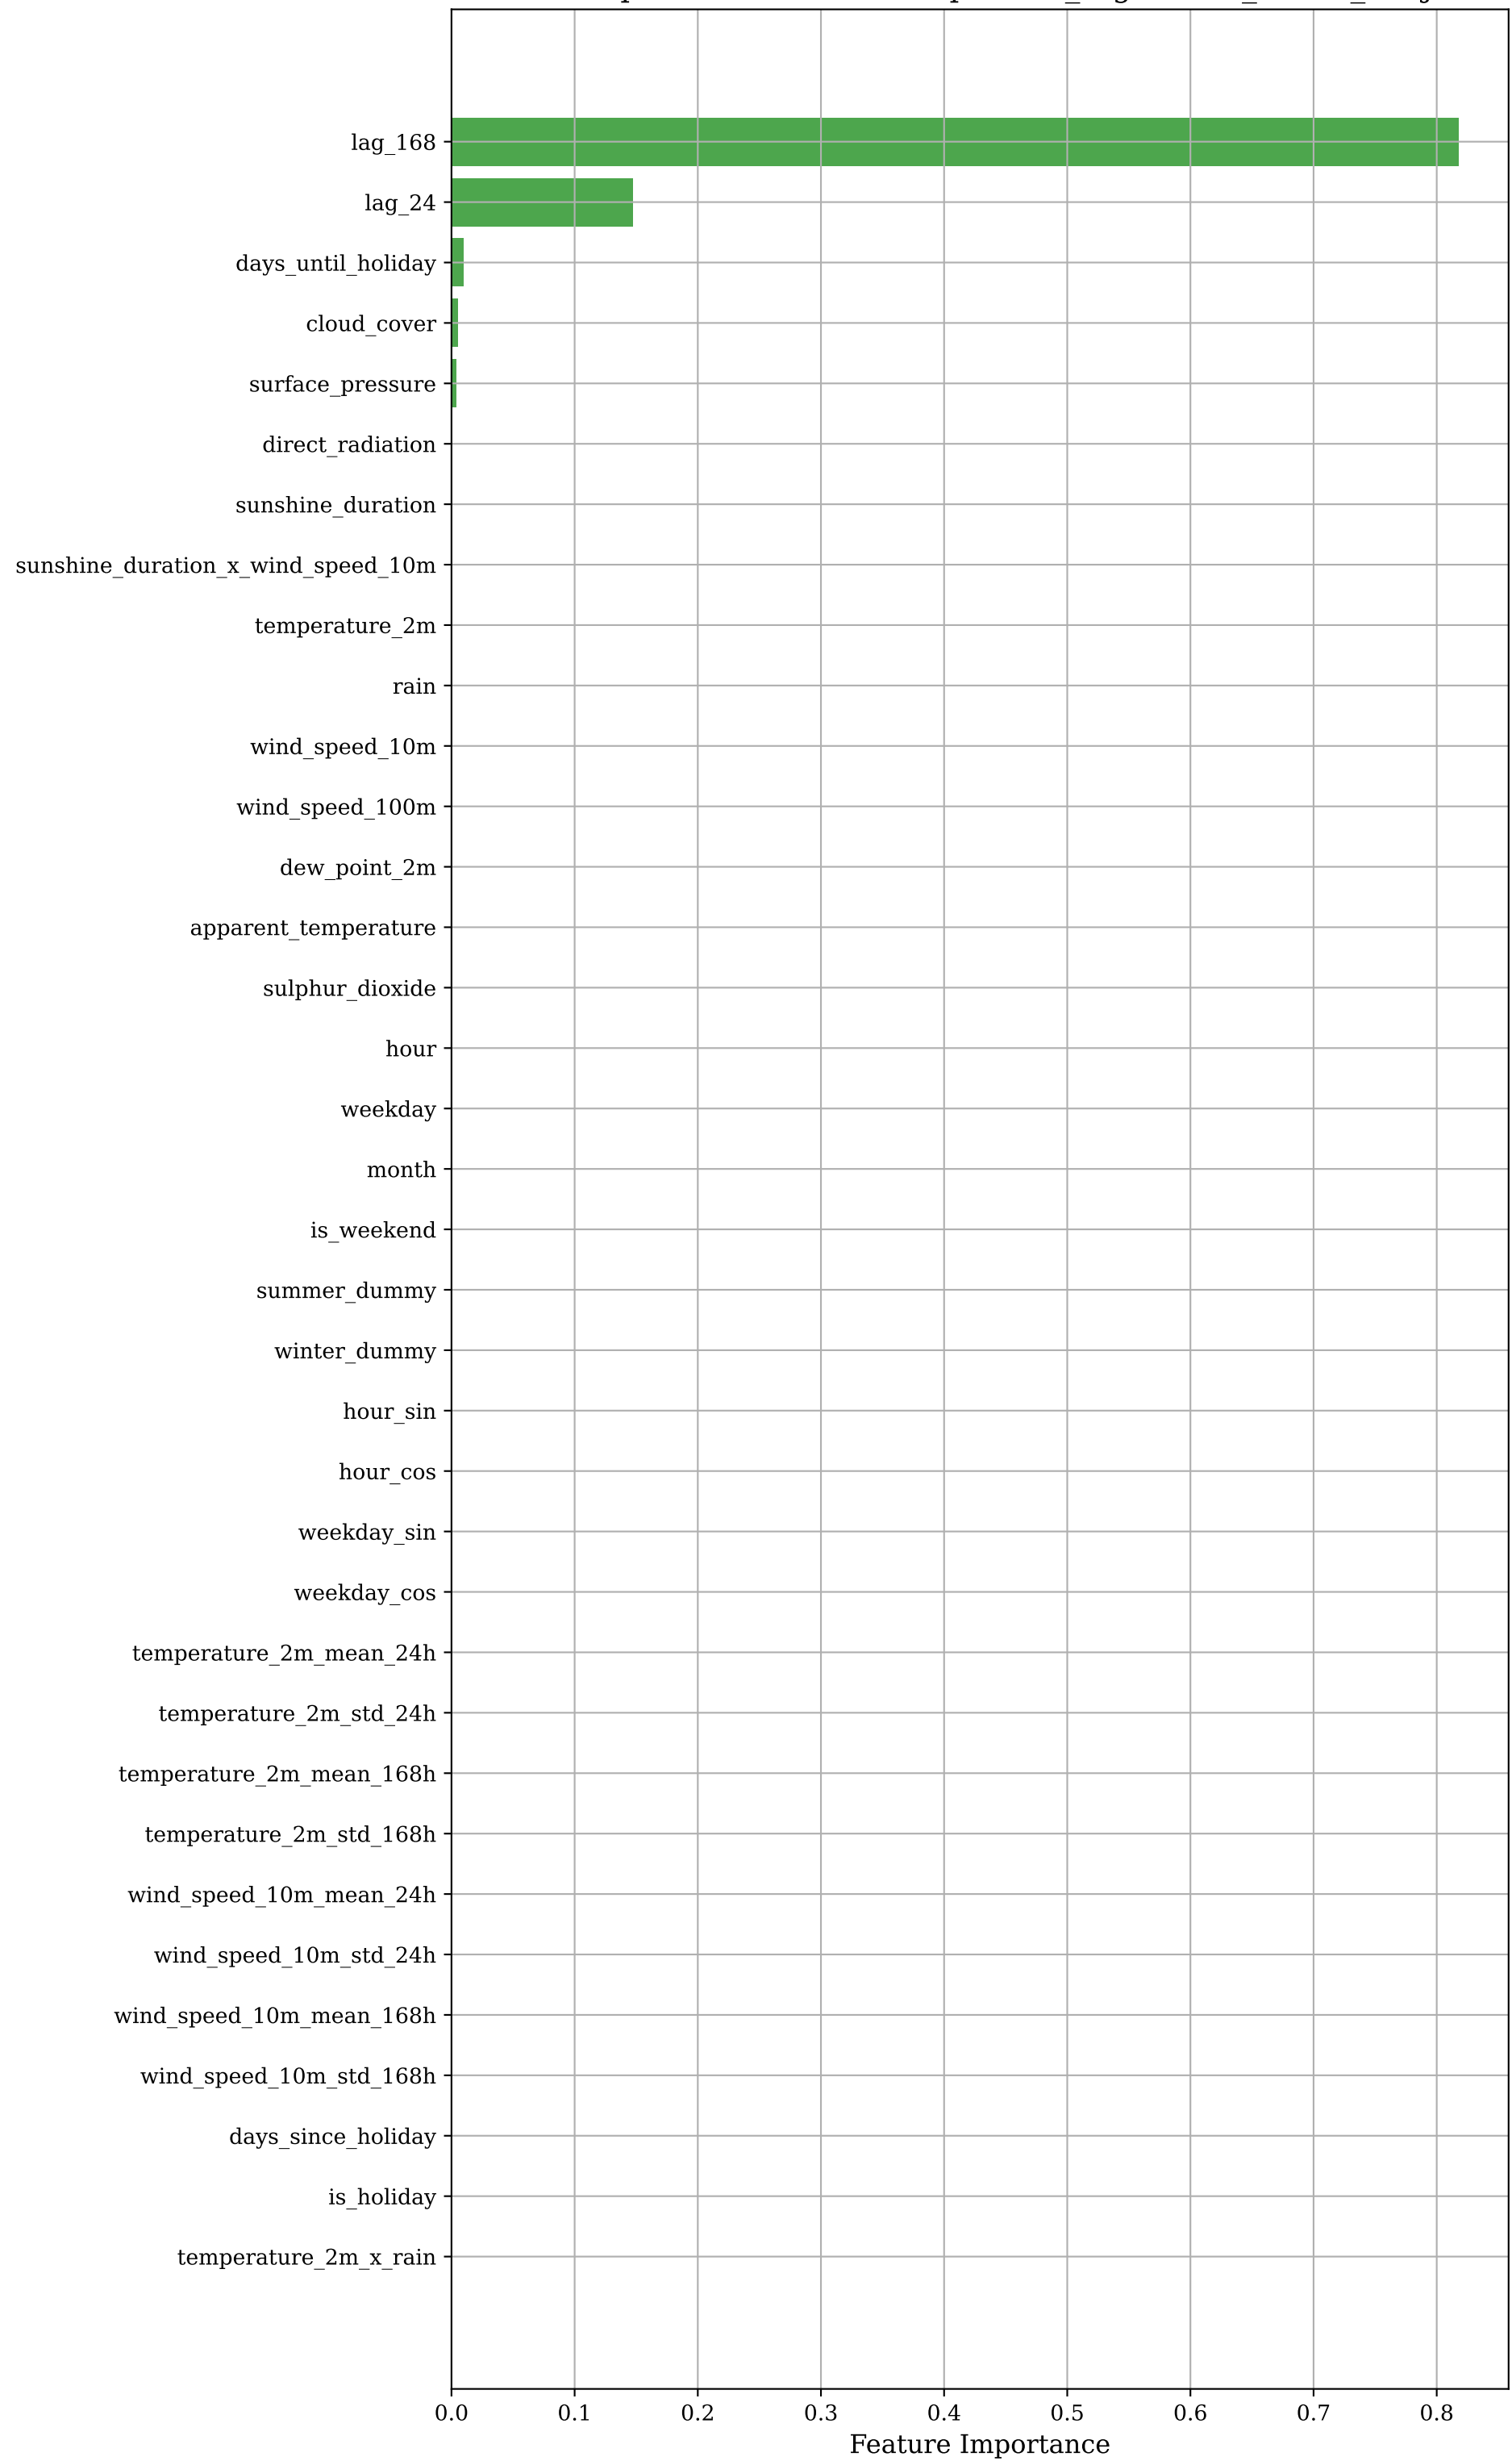 lag_168
lag_24
days_until_holiday
cloud_cover
surface_pressure
direct_radiation
sunshine_duration
sunshine_duration_x_wind_speed_10m
temperature_2m
rain
wind_speed_10m
wind_speed_100m
dew_point_2m
apparent_temperature
sulphur_dioxide
hour
weekday
month
is_weekend
summer_dummy
winter_dummy
hour_sin
hour_cos
weekday_sin
weekday_cos
temperature_2m_mean_24h
temperature_2m_std_24h
temperature_2m_mean_168h
temperature_2m_std_168h
wind_speed_10m_mean_24h
wind_speed_10m_std_24h
wind_speed_10m_mean_168h
wind_speed_10m_std_168h
days_since_holiday
is_holiday
temperature_2m_x_rain
0.0 0.1 0.2 0.3 0.4 0.5 0.6 0.7 0.8
Feature Importance